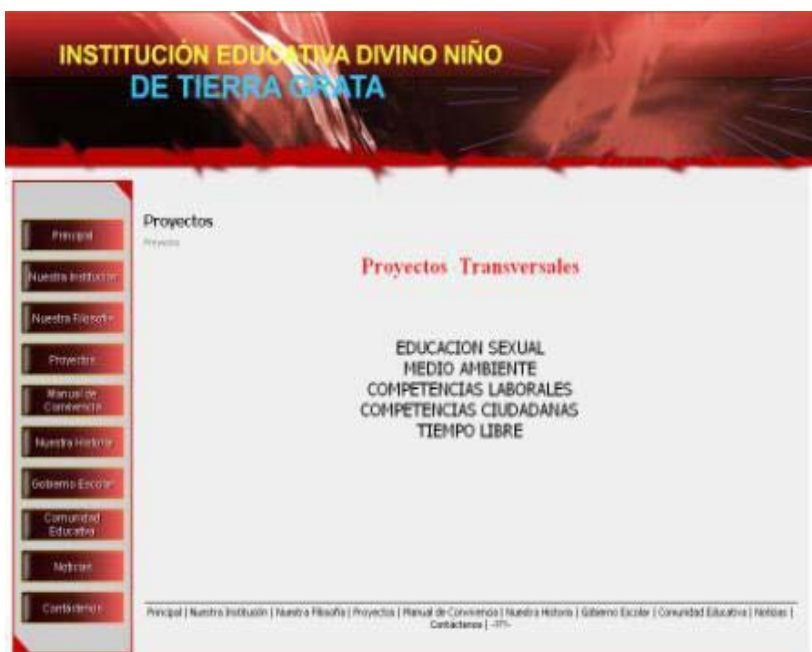 INSTITUCIÓN EDUCATIVA DIVINO NIÑO
DE TIERRA GRATA
Principal
Nuestra Institución
Nuestra Filosofía
Proyectos
Manual de
Convivencia
Nuestra Historia
Gobierno Escolar
Comunidad
Educativa
Noticias
Contáctenos
Proyectos
Proyectos
Proyectos Transversales
EDUCACION SEXUAL
MEDIO AMBIENTE
COMPETENCIAS LABORALES
COMPETENCIAS CIUDADANAS
TIEMPO LIBRE
Principal | Nuestra Institución | Nuestra Filosofía | Proyectos | Manual de Convivencia | Nuestra Historia | Gobierno Escolar | Comunidad Educativa | Noticias |
Contáctenos |